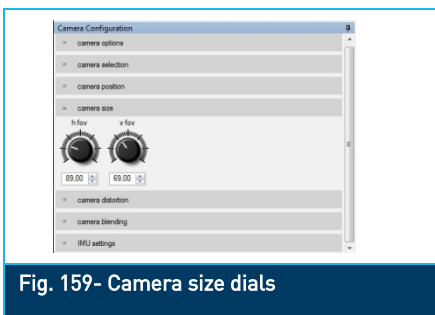 Camera Configuration
camera options
camera selection
camera position
camera size
h fov v fov
89,00 69,00
camera distortion
camera blending
IMU settings
Fig. 159- Camera size dials